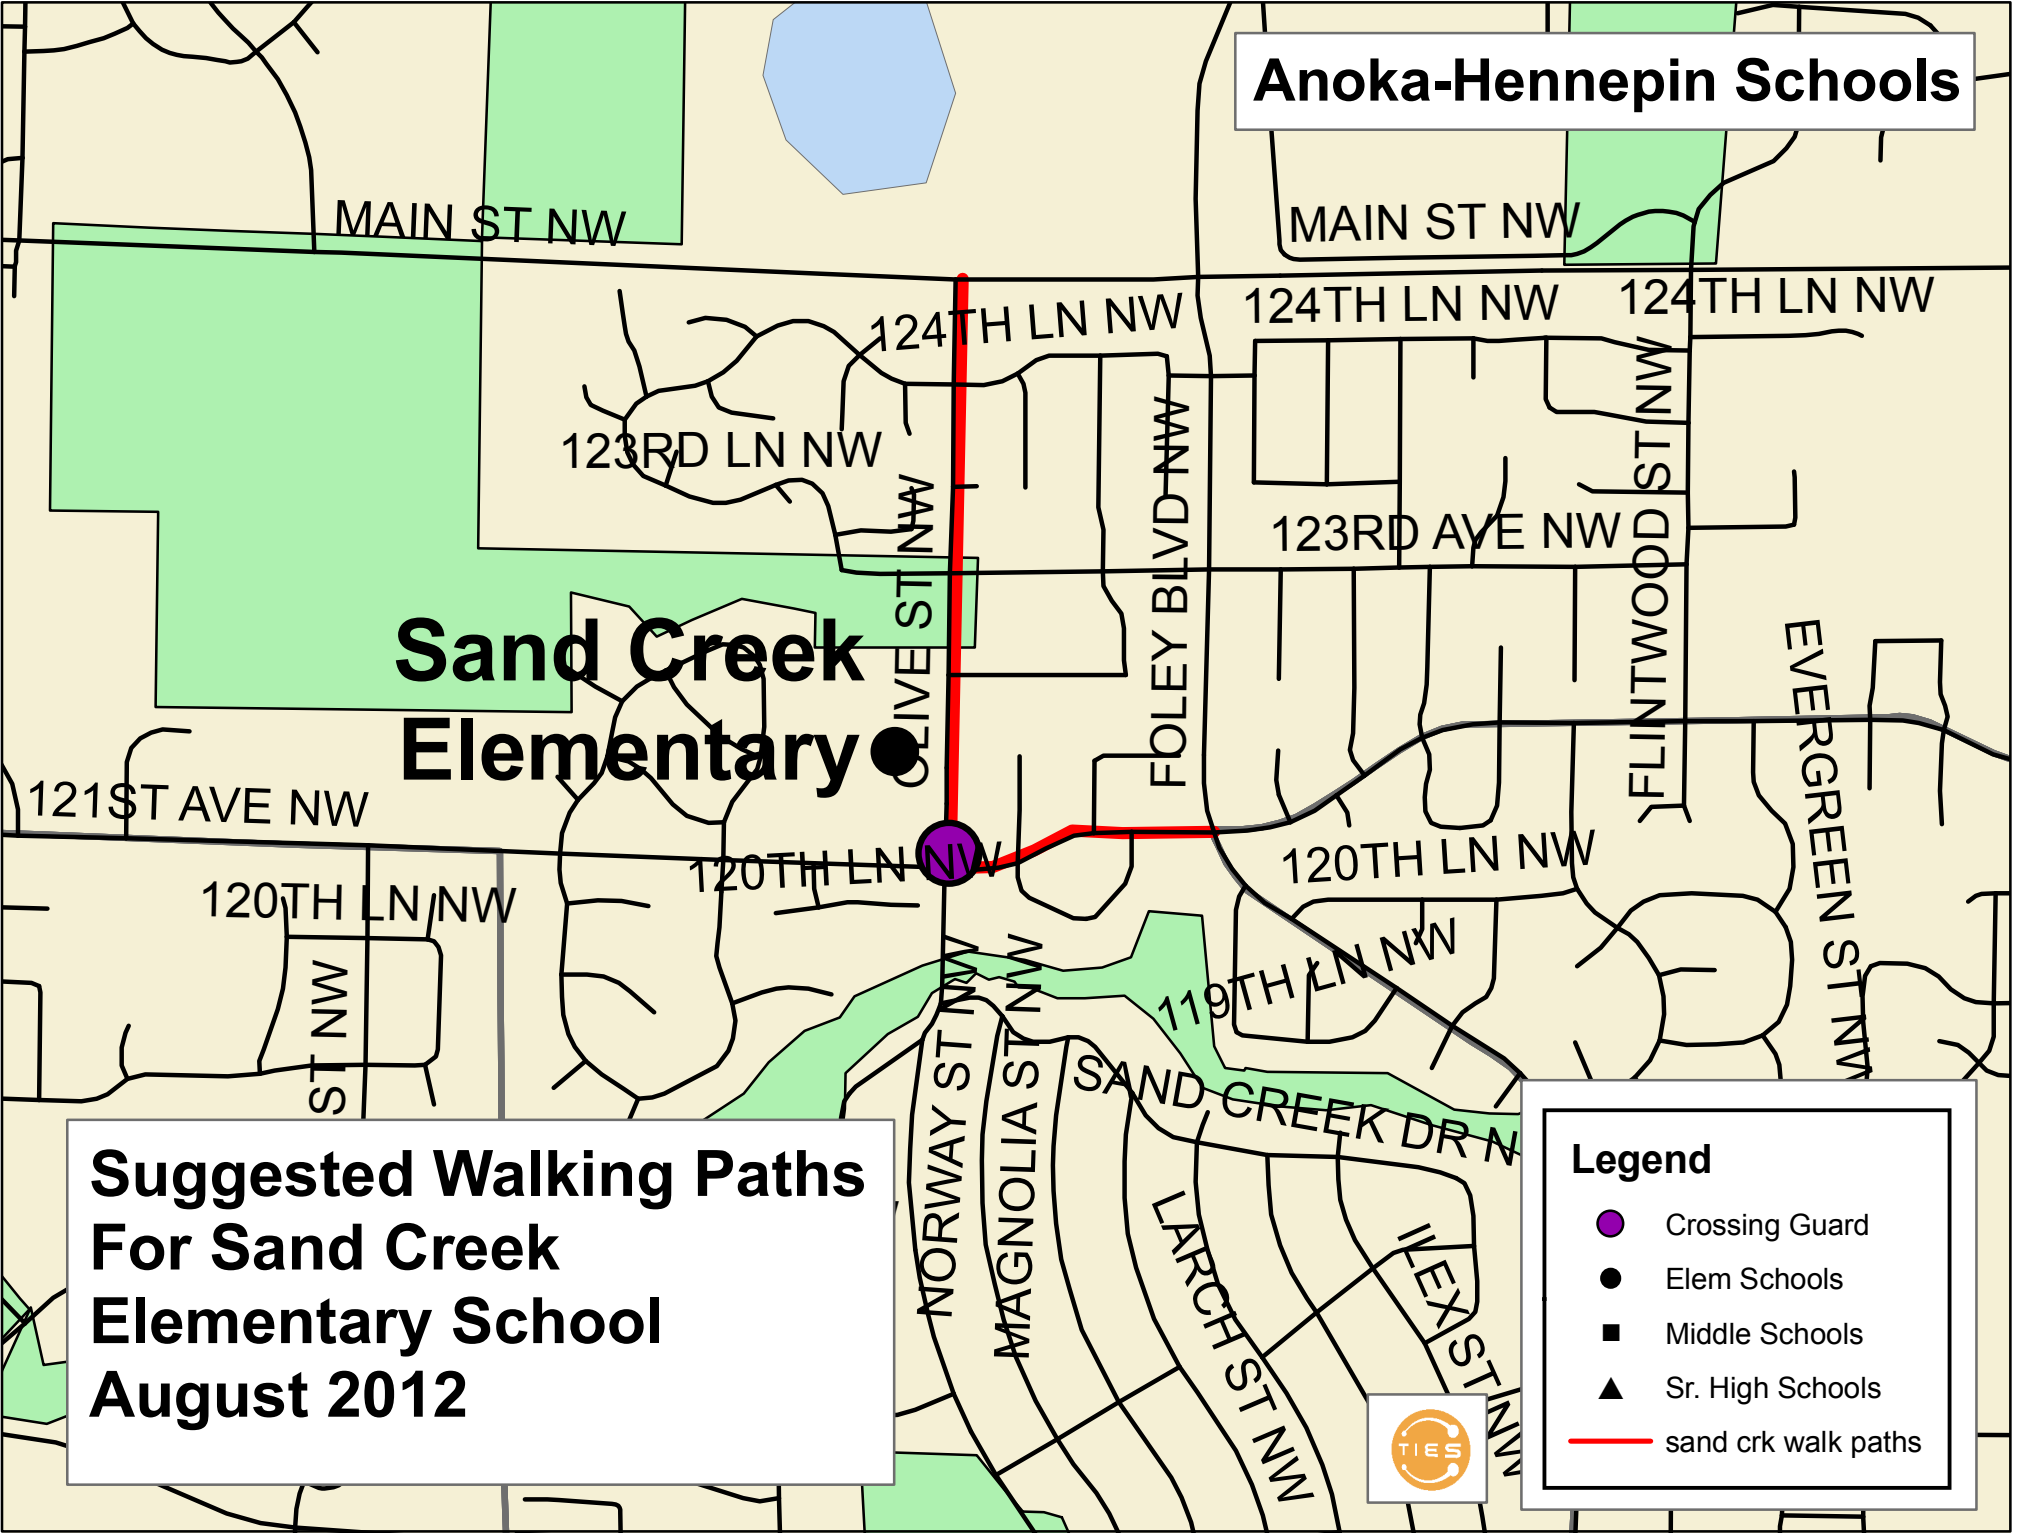 Anoka-Hennepin Schools
MAIN ST NW
MAIN ST NW
124TH LN NW
124TH LN NW
124TH LN NW
123RD LN NW
OLIVE ST NW
FOLEY BLVD NW
123RD AVE NW
FLINTWOOD ST NW
Sand Creek
Elementary
EVERGREEN ST NW
121ST AVE NW
120TH LN NW
120TH LN NW
120TH LN NW
ST NW
119TH LN NW
NORWAY ST NW
MAGNOLIA ST NW
SAND CREEK DR N
LARCH ST NW
ILEX ST NW
Suggested Walking Paths
For Sand Creek
Elementary School
August 2012
TIES
Legend
Crossing Guard
Elem Schools
Middle Schools
Sr. High Schools
sand crk walk paths